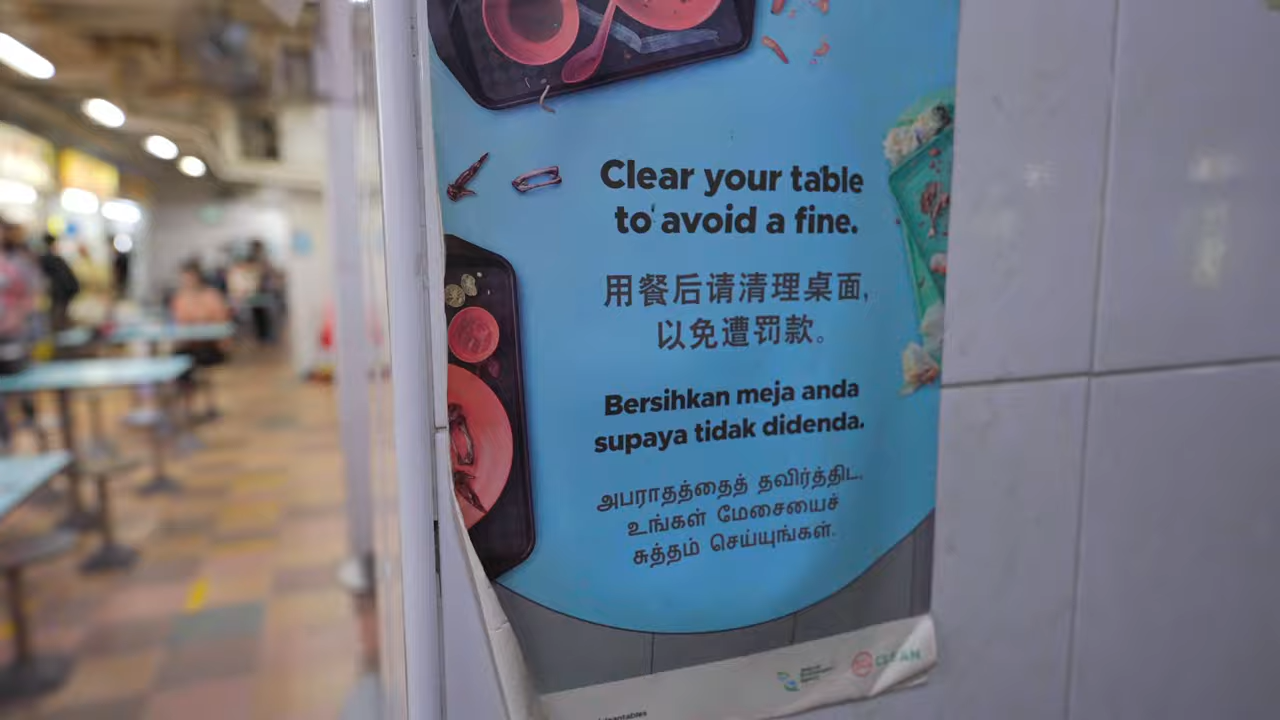 Clear your table
to avoid a fine.
用餐后请清理桌面,
以免遭罚款。
Bersihkan meja anda
supaya tidak didenda.
அபராதத்தைத் தவிர்த்திட,
உங்கள் மேசையைச்
சுத்தம் செய்யுங்கள்.
CLEAN